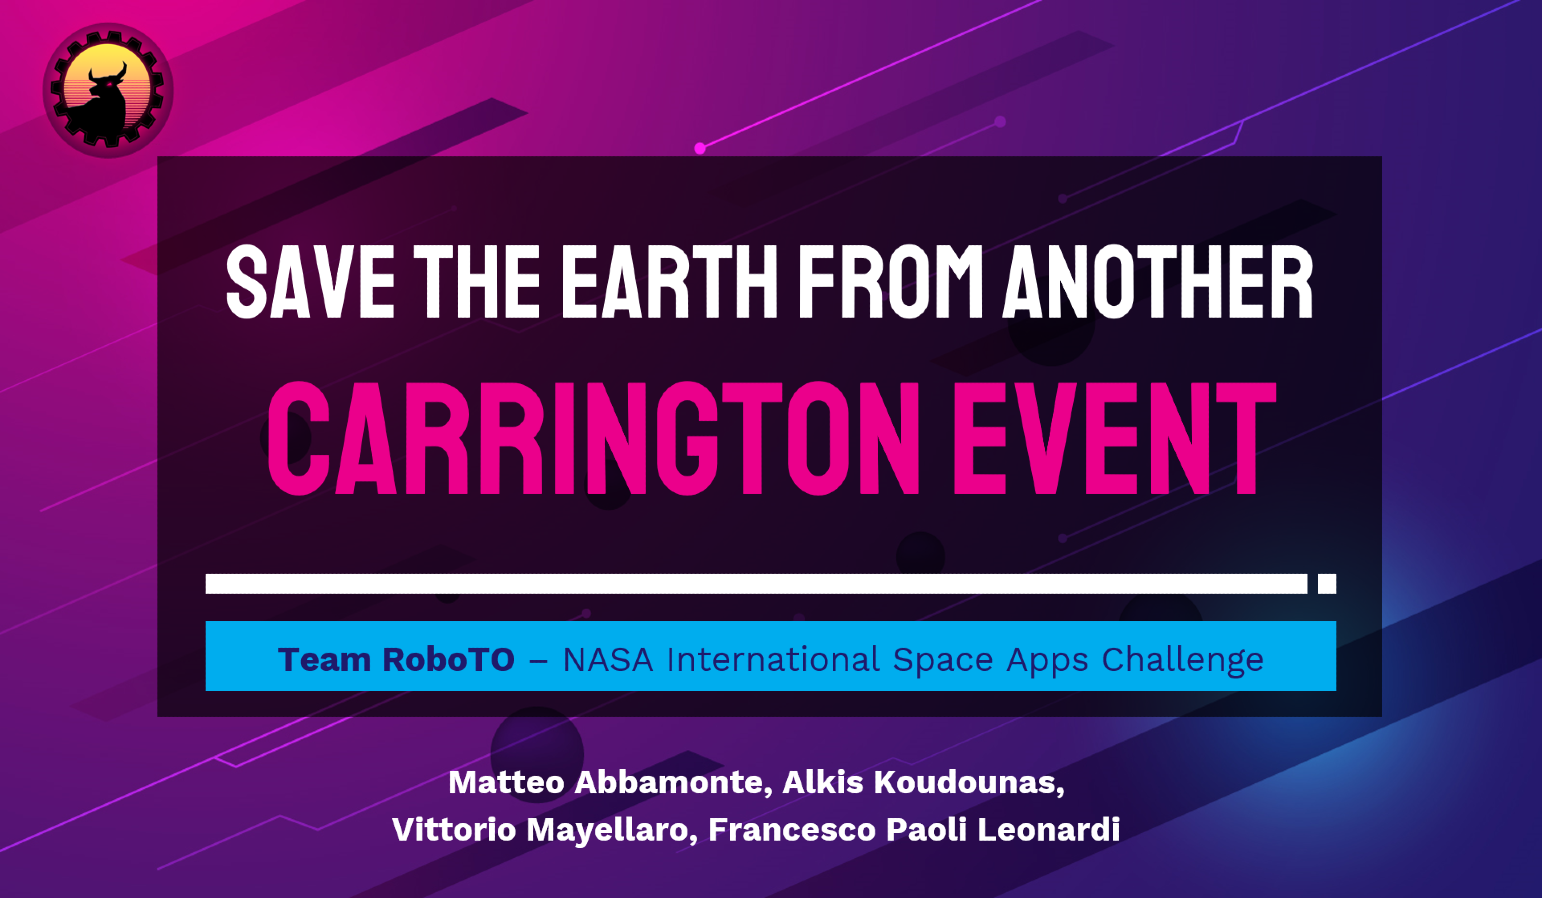 SAVE THE EARTH FROM ANOTHER
CARRINGTON EVENT
Team RoboTO – NASA International Space Apps Challenge
Matteo Abbamonte, Alkis Koudounas,
Vittorio Mayellaro, Francesco Paoli Leonardi